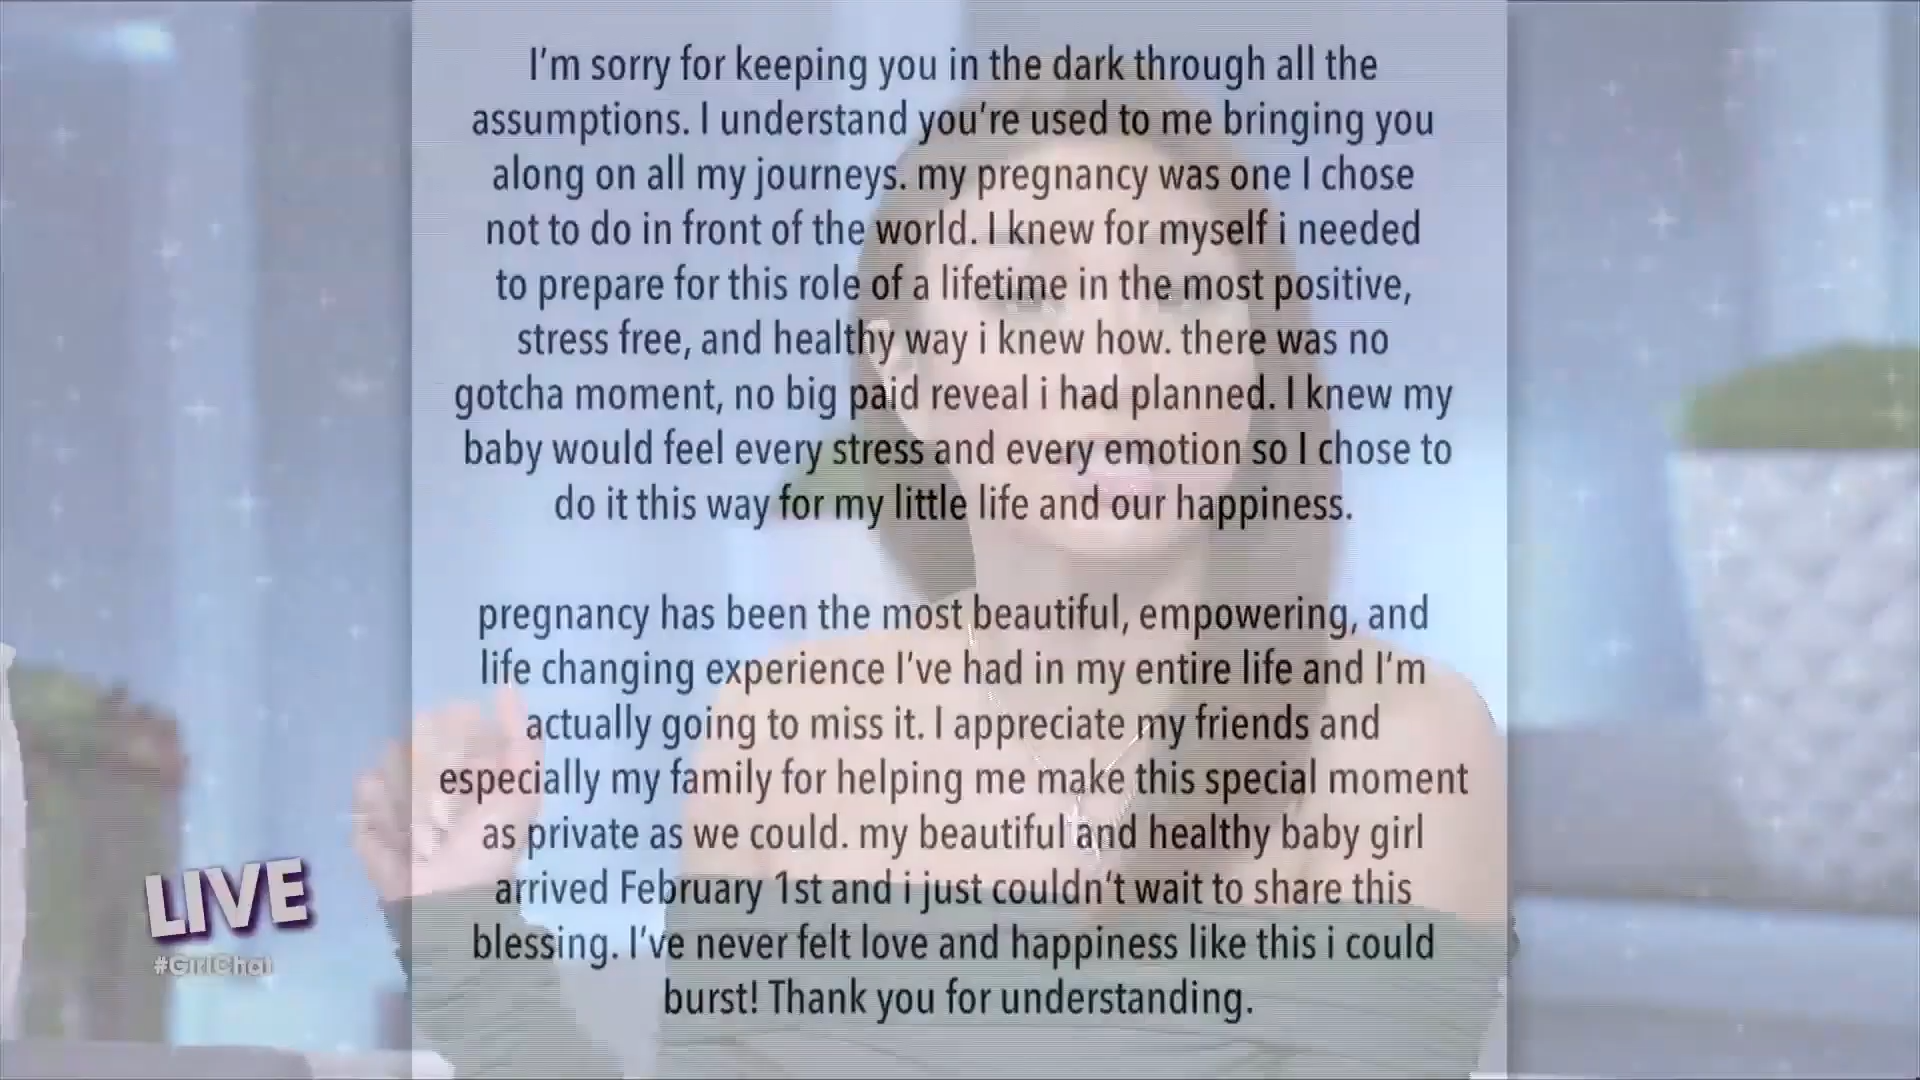 I'm sorry for keeping you in the dark through all the
assumptions. I understand you're used to me bringing you
along on all my journeys. my pregnancy was one I chose
not to do in front of the world. I knew for myself i needed
to prepare for this role of a lifetime in the most positive,
stress free, and healthy way i knew how. there was no
gotcha moment, no big paid reveal i had planned. I knew my
baby would feel every stress and every emotion so I chose to
do it this way for my little life and our happiness.
pregnancy has been the most beautiful, empowering, and
life changing experience I've had in my entire life and I'm
actually going to miss it. I appreciate my friends and
especially my family for helping me make this special moment
as private as we could. my beautiful and healthy baby girl
arrived February 1st and i just couldn't wait to share this
blessing. I've never felt love and happiness like this i could
burst! Thank you for understanding.
LIVE
#GirlChat